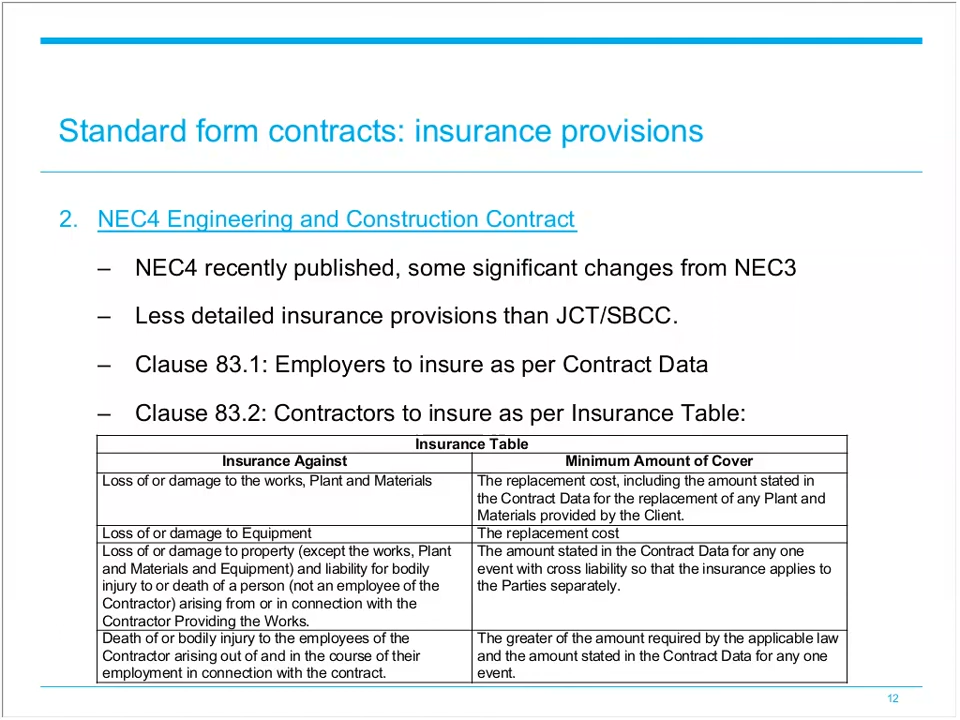 Standard form contracts: insurance provisions
2. NEC4 Engineering and Construction Contract
– NEC4 recently published, some significant changes from NEC3
– Less detailed insurance provisions than JCT/SBCC.
– Clause 83.1: Employers to insure as per Contract Data
– Clause 83.2: Contractors to insure as per Insurance Table:
Insurance Table
Insurance Against
Minimum Amount of Cover
Loss of or damage to the works, Plant and Materials
The replacement cost, including the amount stated in
the Contract Data for the replacement of any Plant and
Materials provided by the Client.
Loss of or damage to Equipment
The replacement cost
Loss of or damage to property (except the works, Plant
and Materials and Equipment) and liability for bodily
injury to or death of a person (not an employee of the
Contractor) arising from or in connection with the
Contractor Providing the Works.
The amount stated in the Contract Data for any one
event with cross liability so that the insurance applies to
the Parties separately.
Death of or bodily injury to the employees of the
Contractor arising out of and in the course of their
employment in connection with the contract.
The greater of the amount required by the applicable law
and the amount stated in the Contract Data for any one
event.
12